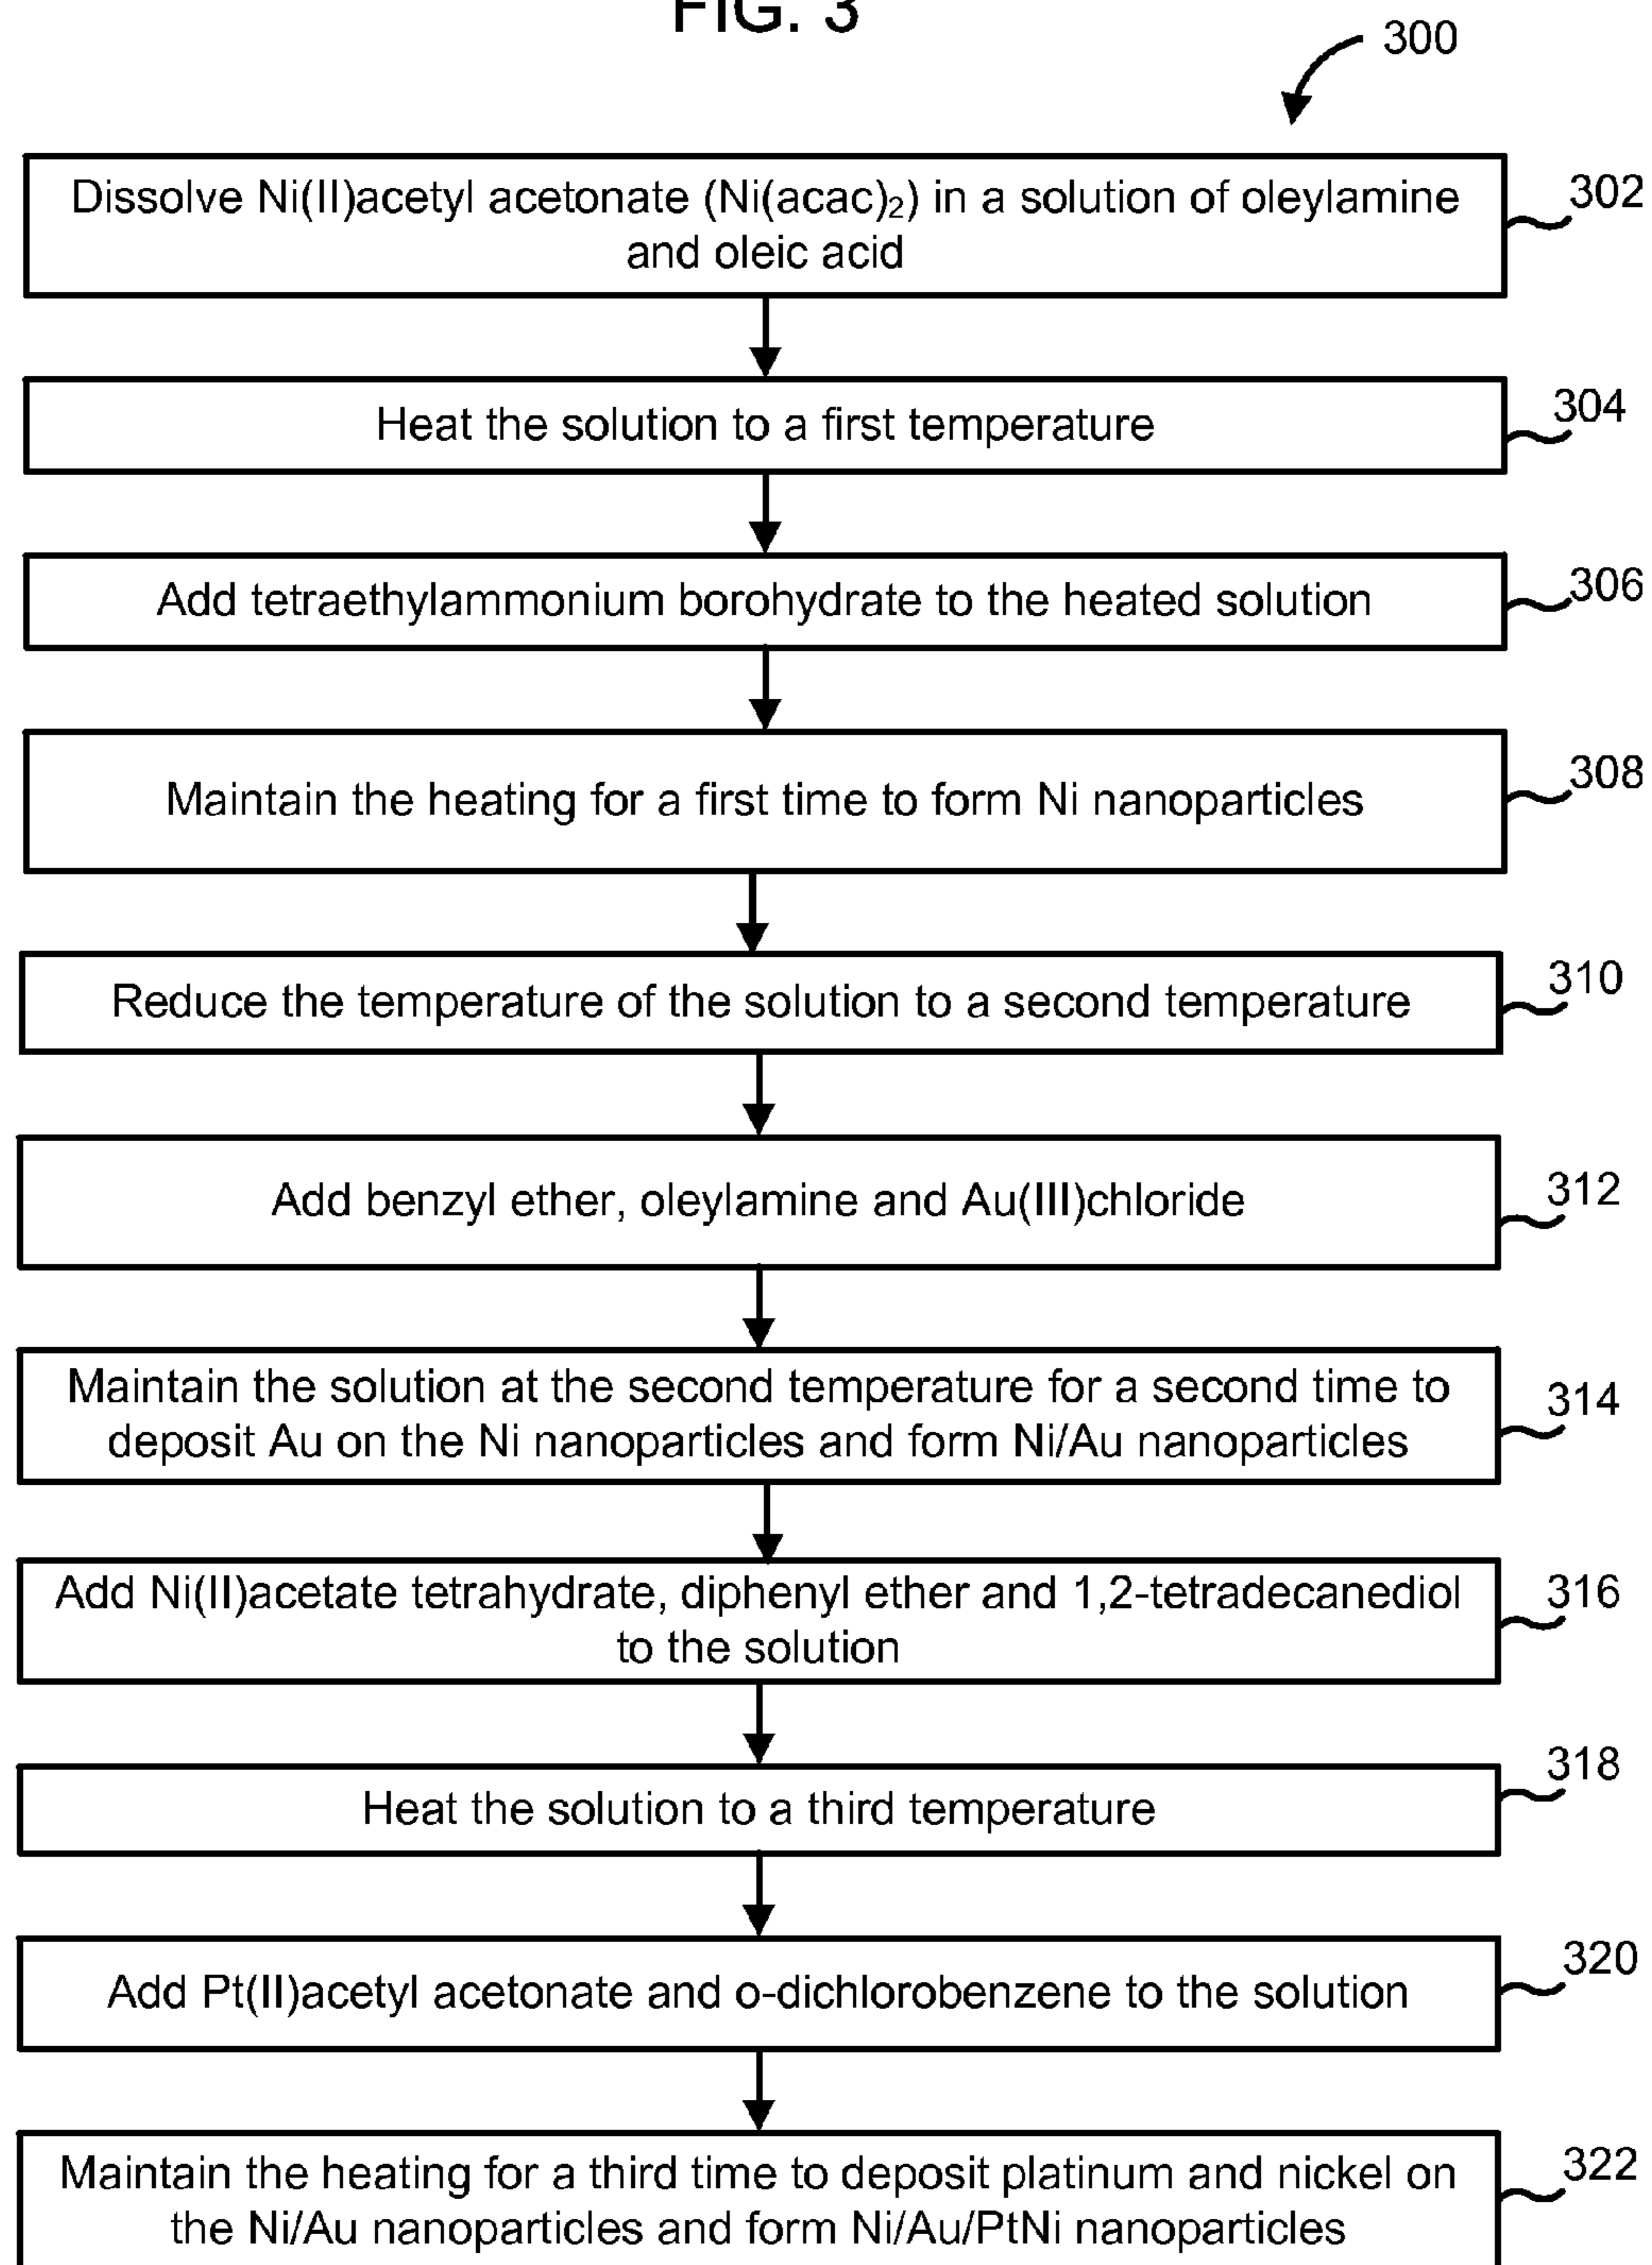 FIG. 3
300
Dissolve Ni(II)acetyl acetonate (Ni(acac)₂) in a solution of oleylamine
and oleic acid
302
Heat the solution to a first temperature
304
Add tetraethylammonium borohydrate to the heated solution
306
Maintain the heating for a first time to form Ni nanoparticles
308
Reduce the temperature of the solution to a second temperature
310
Add benzyl ether, oleylamine and Au(III)chloride
312
Maintain the solution at the second temperature for a second time to
deposit Au on the Ni nanoparticles and form Ni/Au nanoparticles
314
Add Ni(II)acetate tetrahydrate, diphenyl ether and 1,2-tetradecanediol
to the solution
316
Heat the solution to a third temperature
318
Add Pt(II)acetyl acetonate and o-dichlorobenzene to the solution
320
Maintain the heating for a third time to deposit platinum and nickel on
the Ni/Au nanoparticles and form Ni/Au/PtNi nanoparticles
322